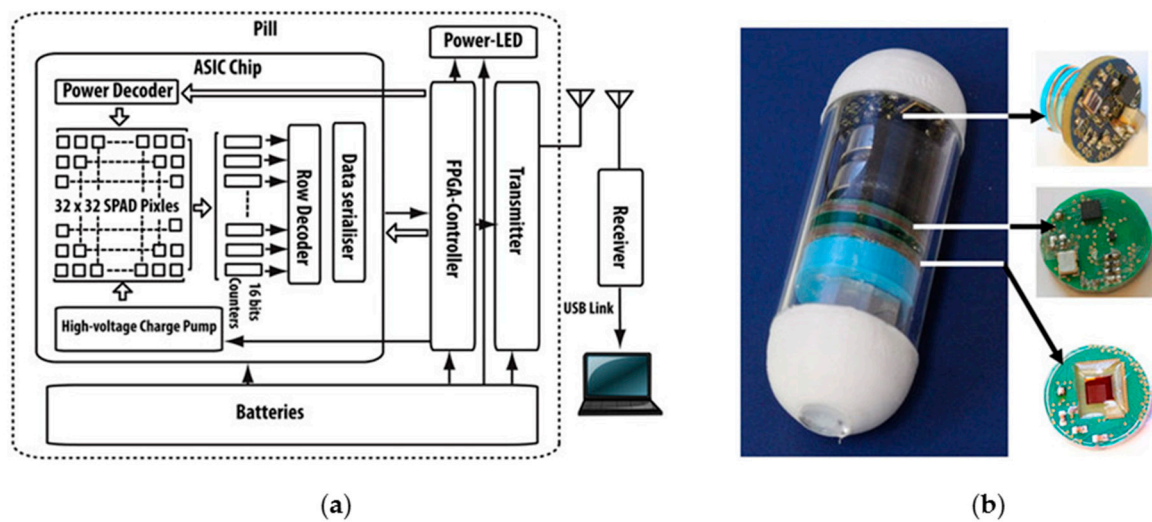 Pill
Power-LED
ASIC Chip
Power Decoder
32 x 32 SPAD Pixles
Row Decoder
Data serialiser
16 bits
Counters
High-voltage Charge Pump
FPGA-Controller
Transmitter
Receiver
USB Link
Batteries
(a)
(b)